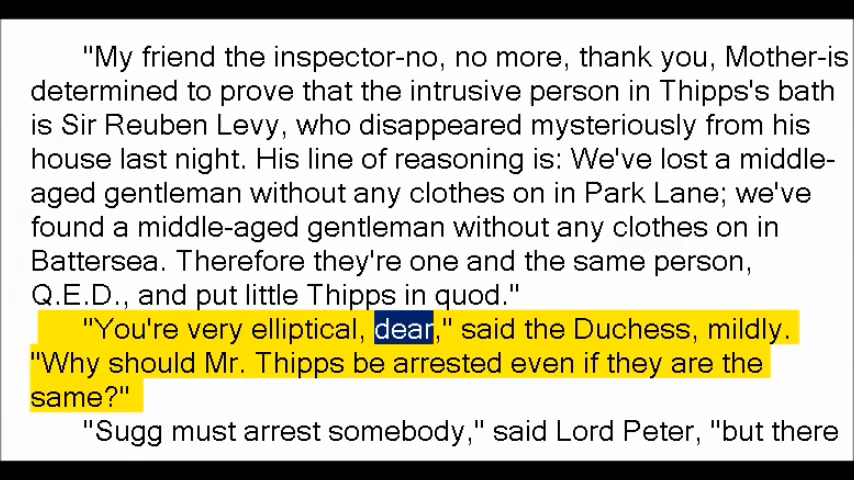 "My friend the inspector-no, no more, thank you, Mother-is
determined to prove that the intrusive person in Thipps's bath
is Sir Reuben Levy, who disappeared mysteriously from his
house last night. His line of reasoning is: We've lost a middle-
aged gentleman without any clothes on in Park Lane; we've
found a middle-aged gentleman without any clothes on in
Battersea. Therefore they're one and the same person,
Q.E.D., and put little Thipps in quod."
"You're very elliptical, dear," said the Duchess, mildly.
"Why should Mr. Thipps be arrested even if they are the
same?"
"Sugg must arrest somebody," said Lord Peter, "but there